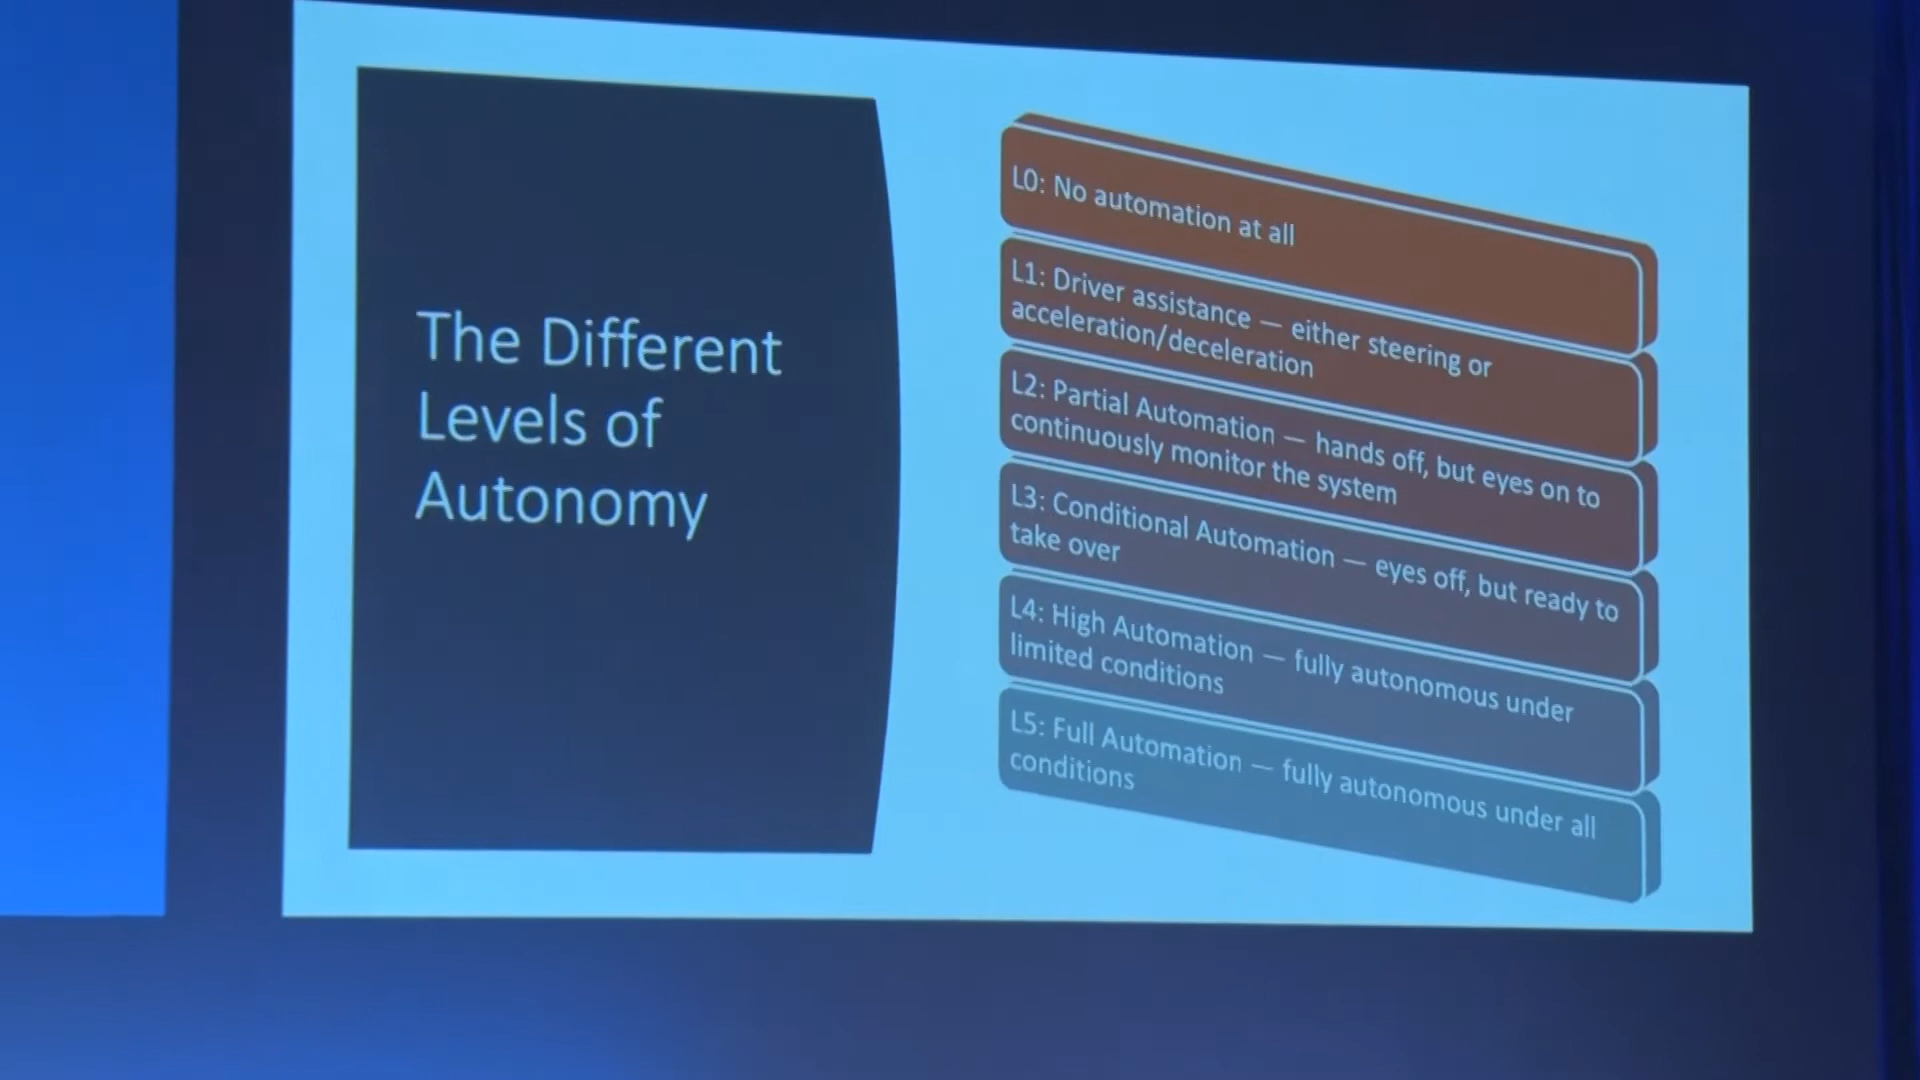 The Different
Levels of
Autonomy
L0: No automation at all
L1: Driver assistance — either steering or
acceleration/deceleration
L2: Partial Automation — hands off, but eyes on to
continuously monitor the system
L3: Conditional Automation — eyes off, but ready to
take over
L4: High Automation — fully autonomous under
limited conditions
L5: Full Automation — fully autonomous under all
conditions